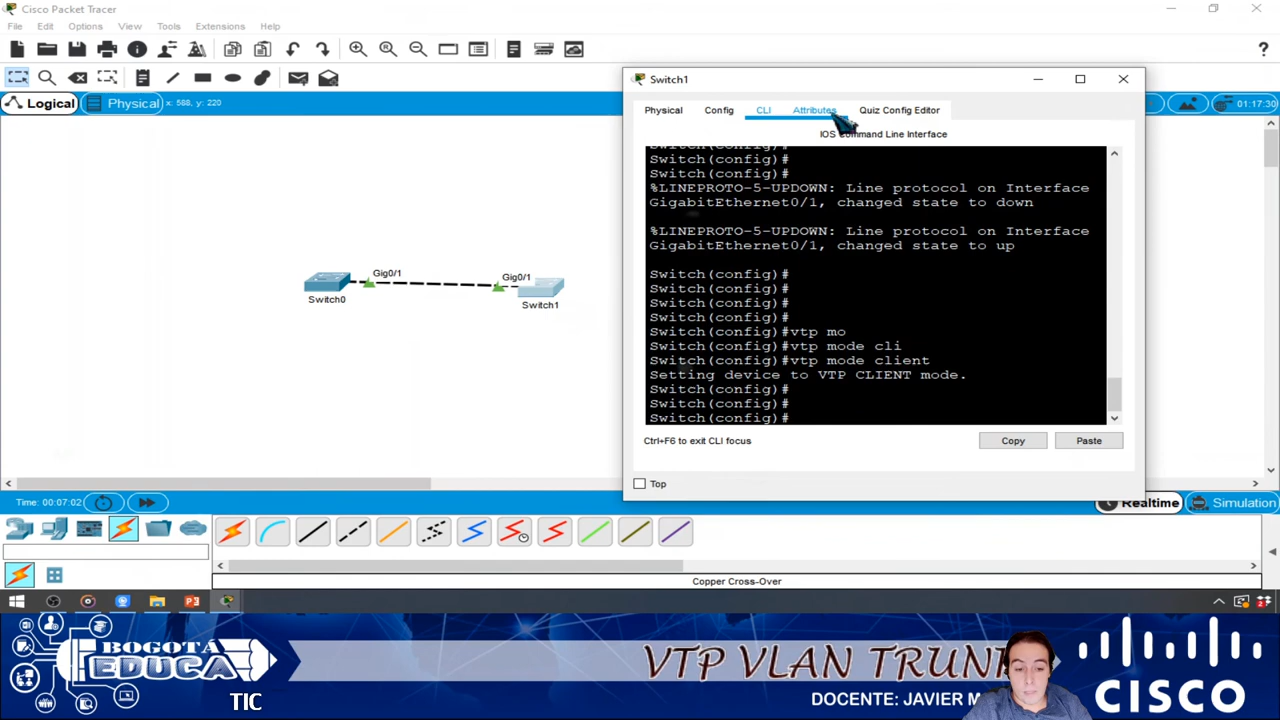 Cisco Packet Tracer
File Edit Options View Tools Extensions Help
Logical Physical x: 588, y: 220 01:17:30
Switch1
Physical Config CLI Attributes Quiz Config Editor
IOS Command Line Interface
Switch(config)#
Switch(config)#
Switch(config)#
%LINEPROTO-5-UPDOWN: Line protocol on Interface
GigabitEthernet0/1, changed state to down
%LINEPROTO-5-UPDOWN: Line protocol on Interface
GigabitEthernet0/1, changed state to up
Switch(config)#
Switch(config)#
Switch(config)#
Switch(config)#
Switch(config)#vtp mo
Switch(config)#vtp mode cli
Switch(config)#vtp mode client
Setting device to VTP CLIENT mode.
Switch(config)#
Switch(config)#
Switch(config)#
Ctrl+F6 to exit CLI focus Copy Paste
Top
Gig0/1 Gig0/1
Switch0 Switch1
Time: 00:07:02 Realtime Simulation
Copper Cross-Over
BOGOTÁ
EDUCA
TIC
VTP VLAN TRUN
DOCENTE: JAVIER M
CISCO